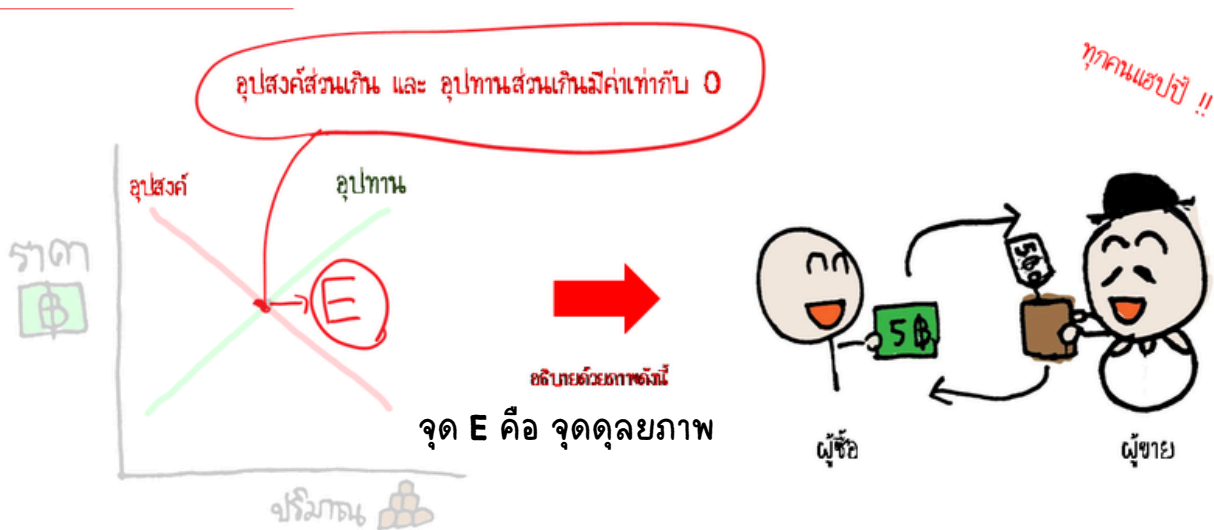 อุปสงค์ส่วนเกิน และ อุปทานส่วนเกินมีค่าเท่ากับ 0
ทุกคนแฮปปี้ !!
อุปสงค์
อุปทาน
ราคา
฿
E
5฿
5฿
อธิบายด้วยภาพดังนี้
จุด E คือ จุดดุลยภาพ
ผู้ซื้อ
ผู้ขาย
ปริมาณ